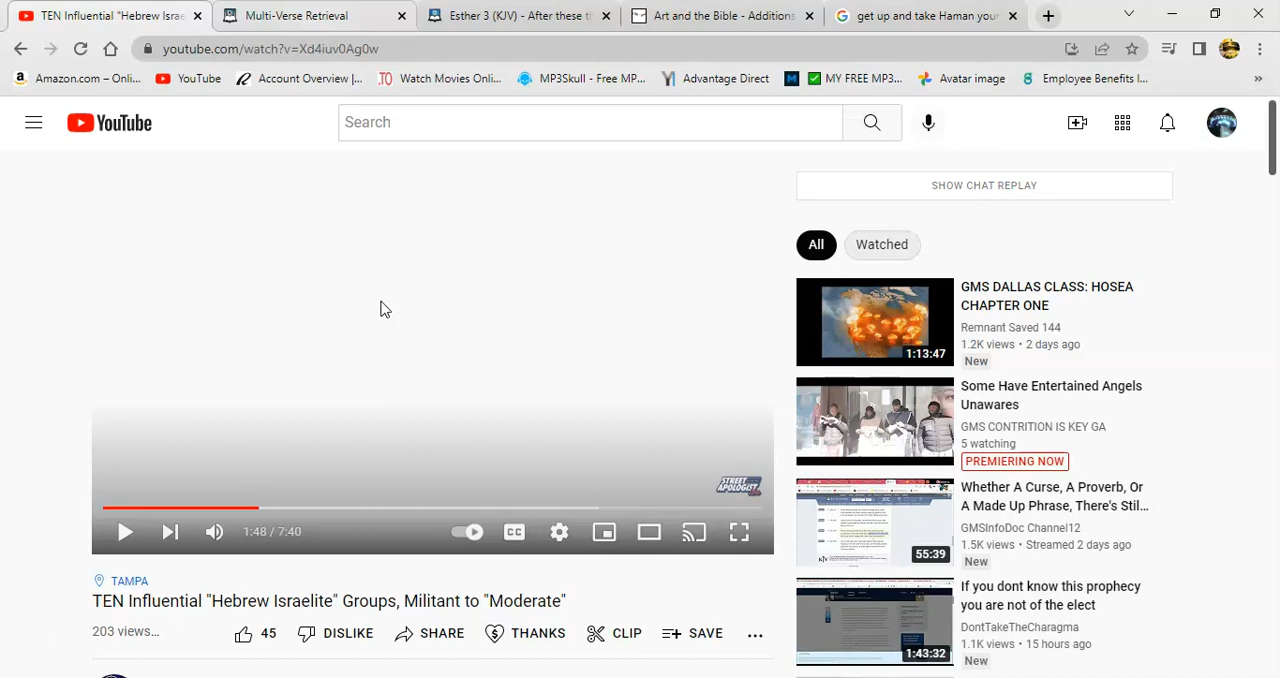 TEN Influential "Hebrew Israe
Multi-Verse RETRIEVAL
Esther 3 (KJV) - After these th
Art and the Bible - Additions
get up and take Haman your
youtube.com/watch?v=Xd4iuv0Ag0w
Amazon.com – Onli...
YouTube
Account Overview |...
TO Watch Movies Onli...
MP3Skull - Free MP...
Advantage Direct
MY FREE MP3...
Avatar image
Employee Benefits I...
»
YouTube
Search
SHOW CHAT REPLAY
All
Watched
GMS DALLAS CLASS: HOSEA
CHAPTER ONE
Remnant Saved 144
1.2K views • 2 days ago
New
1:13:47
Some Have Entertained Angels
Unawares
GMS CONTRITION IS KEY GA
5 watching
PREMIERING NOW
Whether A Curse, A Proverb, Or
A Made Up Phrase, There's Stil...
GMSInfoDoc Channel12
1.5K views • Streamed 2 days ago
New
55:39
If you dont know this prophecy
you are not of the elect
DontTakeTheCharagma
1.1K views • 15 hours ago
New
1:43:32
STREET
APOLOGIST
1:48 / 7:40
CC
TAMPA
TEN Influential "Hebrew Israelite" Groups, Militant to "Moderate"
203 views...
45
DISLIKE
SHARE
THANKS
CLIP
SAVE
...